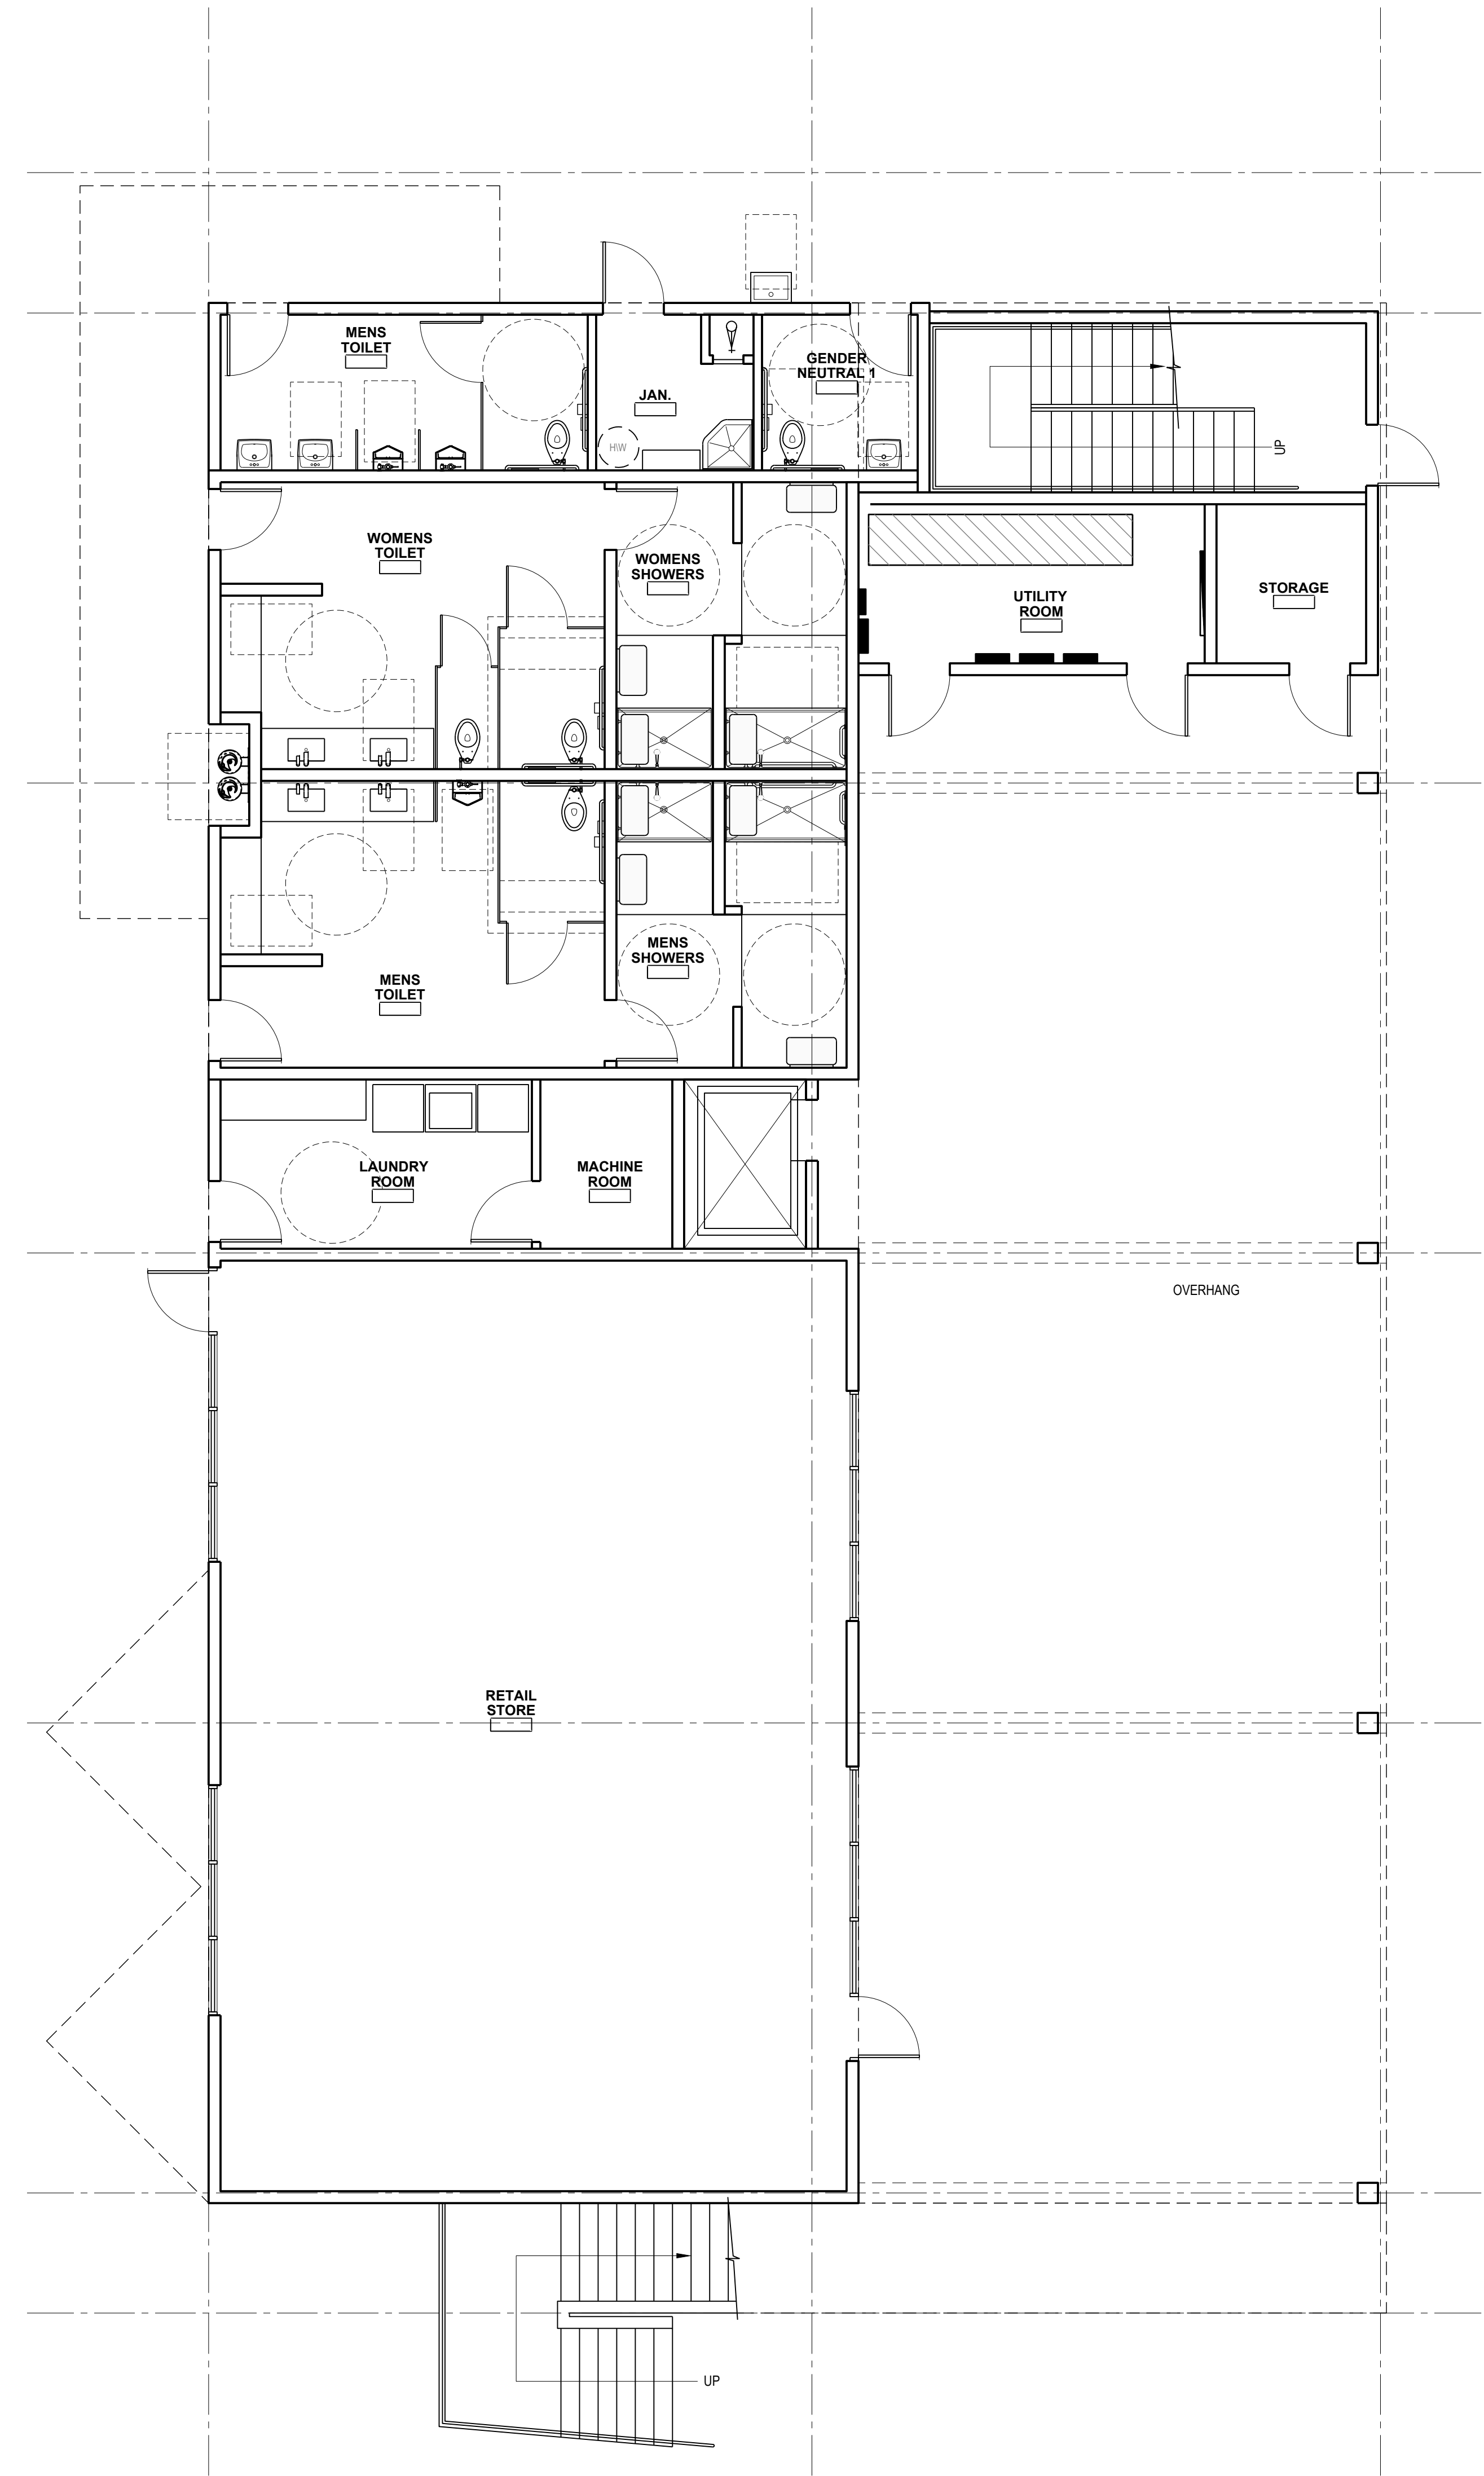 MENS
TOILET
GENDER
NEUTRAL 1
JAN.
H\W
UP
WOMENS
TOILET
WOMENS
SHOWERS
UTILITY
ROOM
STORAGE
MENS
SHOWERS
MENS
TOILET
LAUNDRY
ROOM
MACHINE
ROOM
OVERHANG
RETAIL
STORE
UP